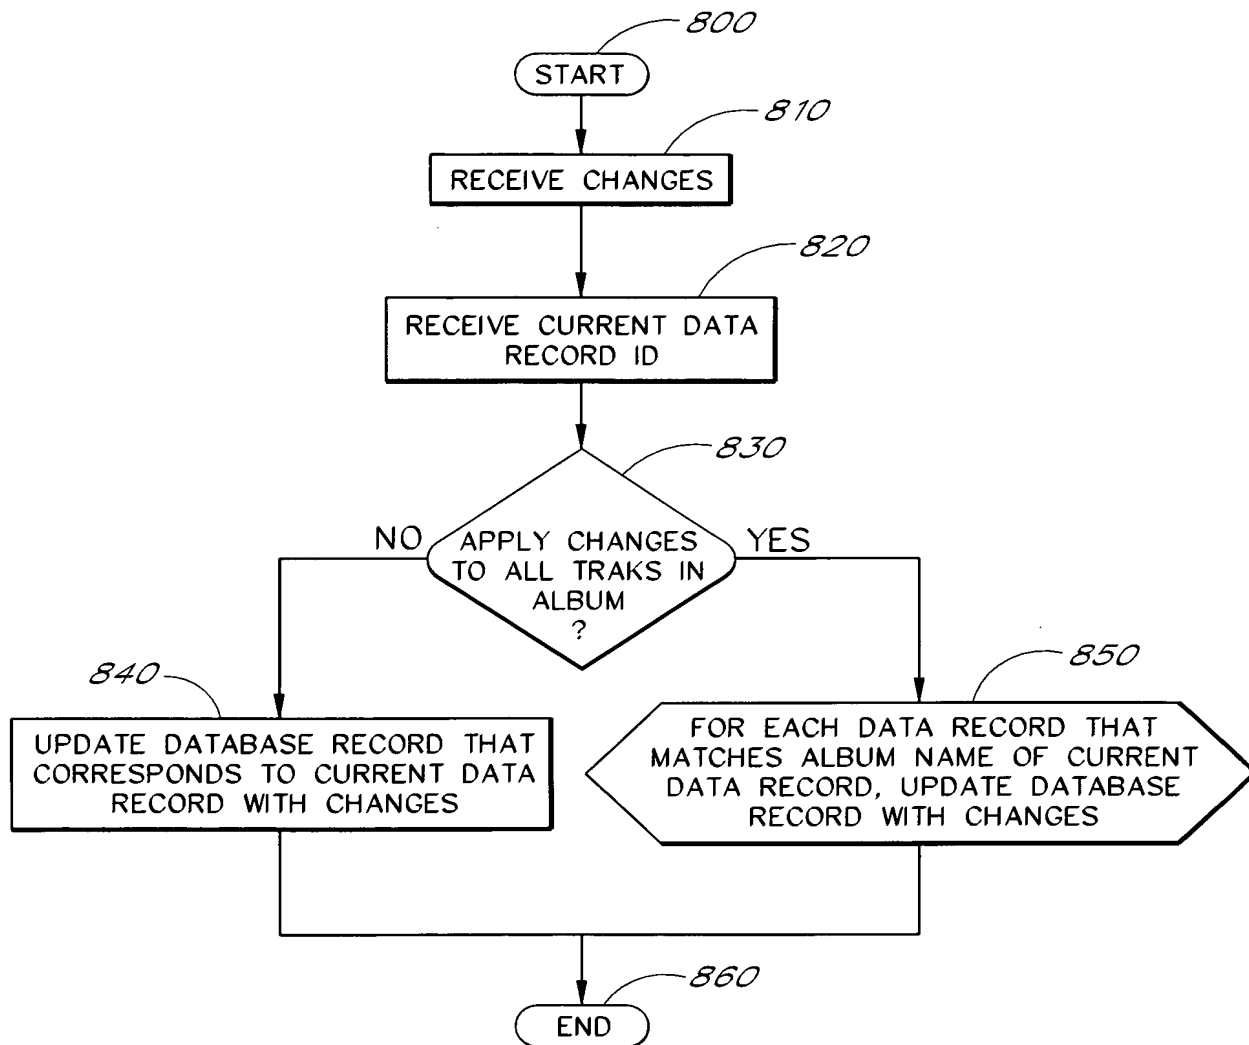 800
START
810
RECEIVE CHANGES
820
RECEIVE CURRENT DATA
RECORD ID
830
NO
YES
APPLY CHANGES
TO ALL TRAKS IN
ALBUM
?
840
UPDATE DATABASE RECORD THAT
CORRESPONDS TO CURRENT DATA
RECORD WITH CHANGES
850
FOR EACH DATA RECORD THAT
MATCHES ALBUM NAME OF CURRENT
DATA RECORD, UPDATE DATABASE
RECORD WITH CHANGES
860
END